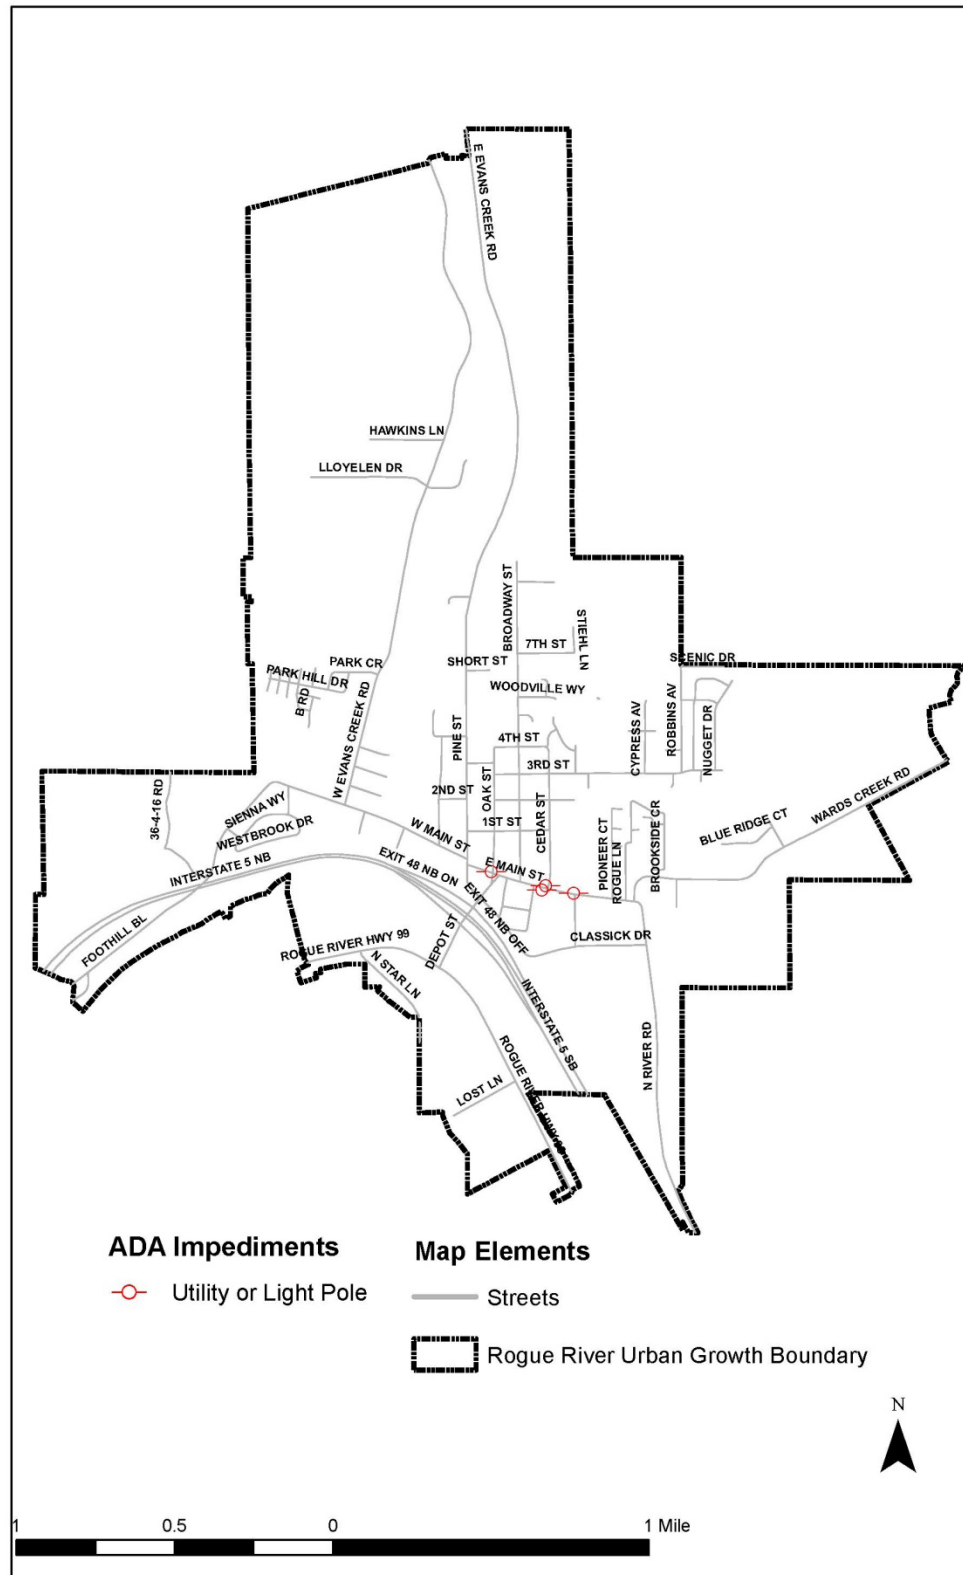 E EVANS CREEK RD
HAWKINS LN
LLOYELEN DR
BROADWAY ST
STIEHL LN
7TH ST
SHORT ST
SCENIC DR
PARK CR
PARK HILL DR
B RD
WOODVILLE WY
W EVANS CREEK RD
PINE ST
4TH ST
CYPRESS AV
ROBBINS AV
NUGGET DR
3RD ST
36-4-16 RD
2ND ST
OAK ST
SIENNA WY
WESTBROOK DR
W MAIN ST
1ST ST
CEDAR ST
PIONEER CT
ROGUE LN
BROOKSIDE CR
BLUE RIDGE CT
WARDS CREEK RD
INTERSTATE 5 NB
EXIT 48 NB ON
E MAIN ST
EXIT 48 NB OFF
FOOTHILL BL
DEPOT ST
CLASSICK DR
ROGUE RIVER HWY 99
N STAR LN
INTERSTATE 5 SB
N RIVER RD
ROGUE RIVER HWY 99
LOST LN
ADA Impediments
Utility or Light Pole
Map Elements
Streets
Rogue River Urban Growth Boundary
N
1 0.5 0 1 Mile